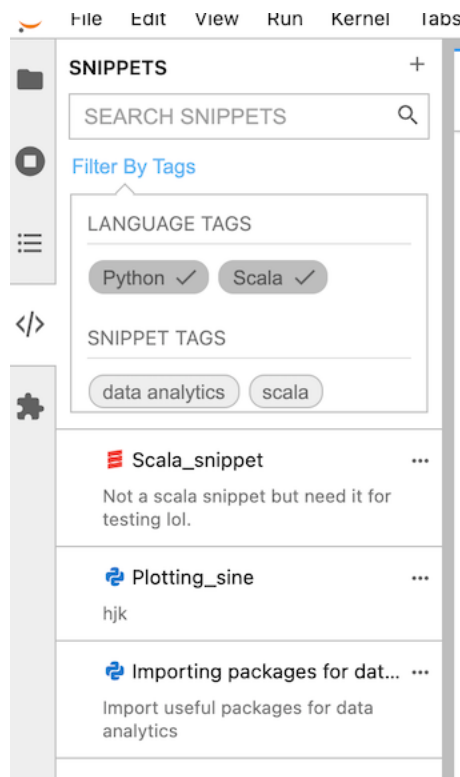 File Edit View Run Kernel Tabs
SNIPPETS
SEARCH SNIPPETS
Filter By Tags
LANGUAGE TAGS
Python Scala
SNIPPET TAGS
data analytics scala
Scala_snippet
Not a scala snippet but need it for
testing lol.
Plotting_sine
hjk
Importing packages for dat...
Import useful packages for data
analytics